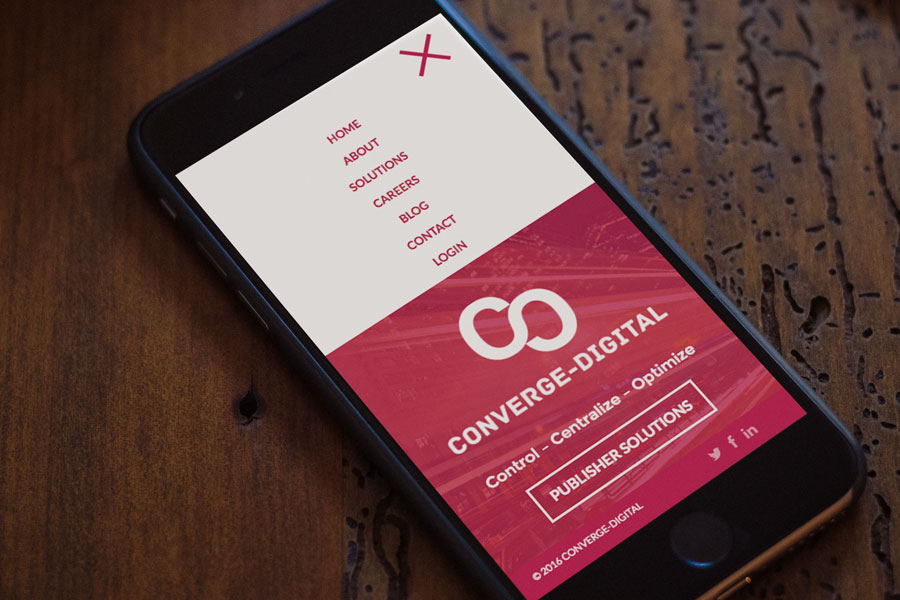 HOME
ABOUT
SOLUTIONS
CAREERS
BLOG
CONTACT
LOGIN
CONVERGE-DIGITAL
Control - Centralize - Optimize
PUBLISHER SOLUTIONS
© 2016 CONVERGE-DIGITAL